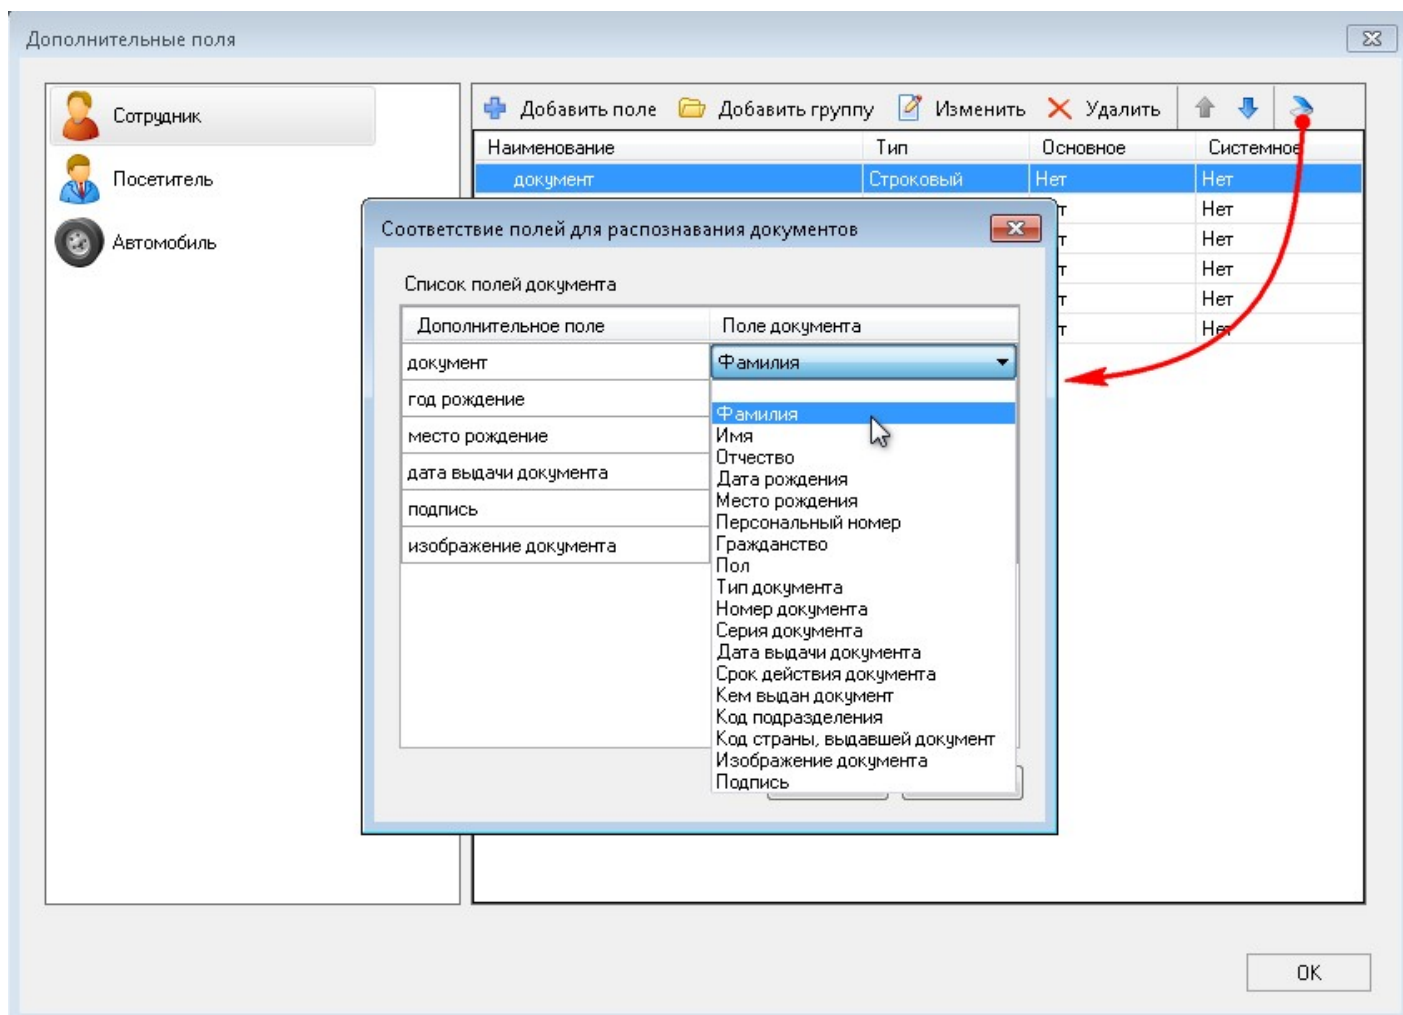 Дополнительные поля
Сотрудник
Посетитель
Автомобиль
Добавить поле Добавить группу Изменить Удалить
Наименование Тип Основное Системное
документ Строковый Нет Нет
Нет
Нет
Нет
Нет
Нет
Соответствие полей для распознавания документов
Список полей документа
Дополнительное поле Поле документа
документ Фамилия
год рождение
место рождение
дата выдачи документа
подпись
изображение документа
Фамилия
Имя
Отчество
Дата рождения
Место рождения
Персональный номер
Гражданство
Пол
Тип документа
Номер документа
Серия документа
Дата выдачи документа
Срок действия документа
Кем выдан документ
Код подразделения
Код страны, выдавшей документ
Изображение документа
Подпись
OK